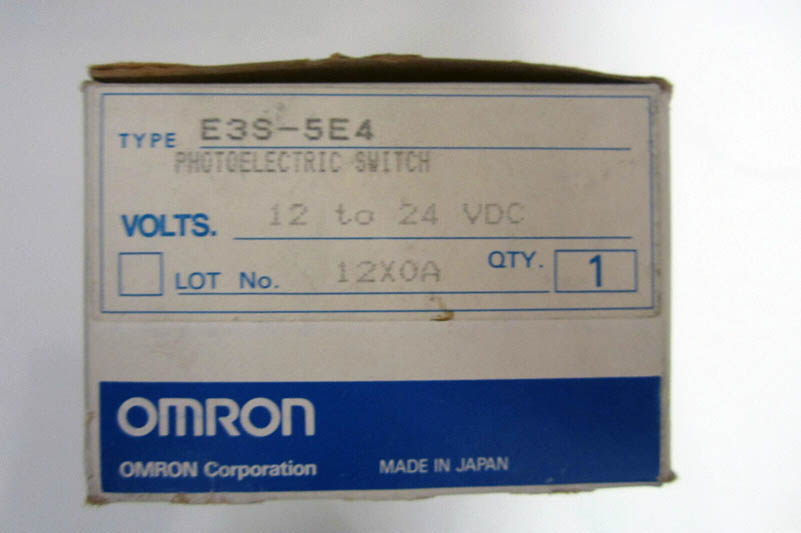 TYPE E3S-5E4
PHOTOELECTRIC SWITCH
VOLTS. 12 to 24 VDC
LOT No. 12X0A QTY. 1
OMRON
OMRON Corporation MADE IN JAPAN